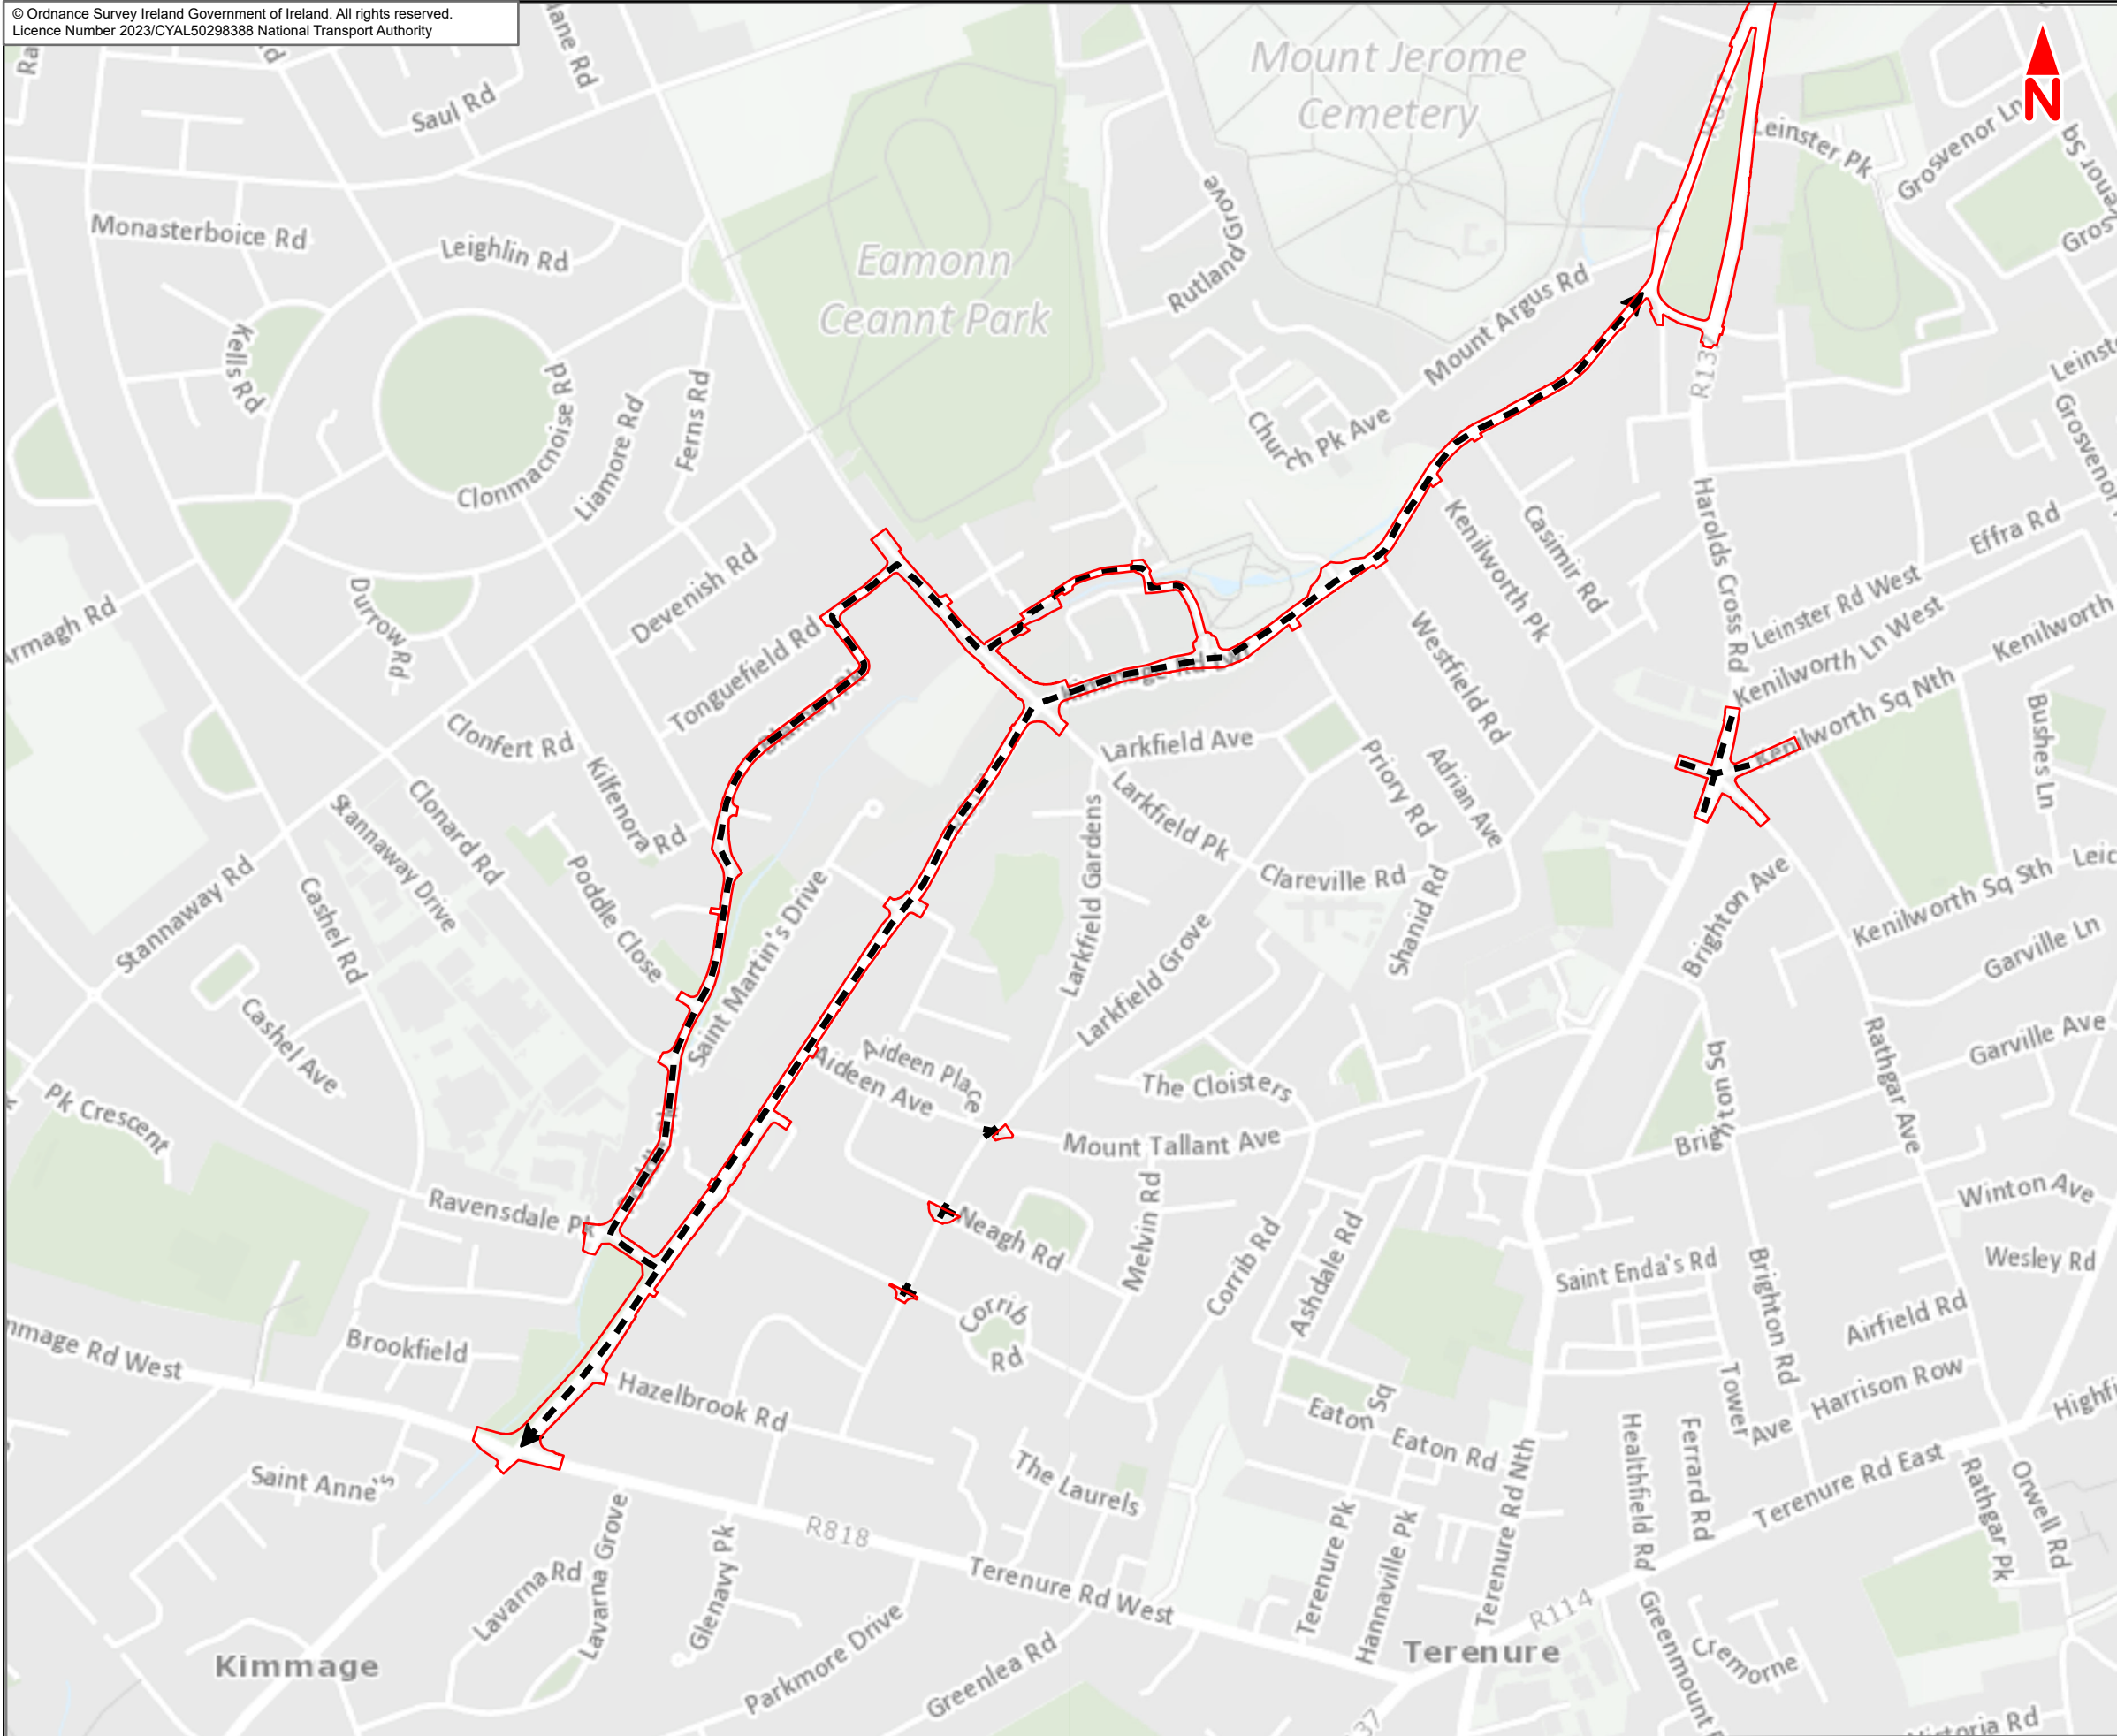 © Ordnance Survey Ireland Government of Ireland. All rights reserved.
Licence Number 2023/CYAL50298388 National Transport Authority
Saul Rd
Mount Jerome
Cemetery
N
Leinster Pk
Grosvenor Ln
Monasterboice Rd
Leighlin Rd
Eamonn
Ceannt Park
Rutland Grove
Mount Argus Rd
Kells Rd
Clonmacnoise Rd
Liamore Rd
Ferns Rd
Church Pk Ave
Harolds Cross Rd
Effra Rd
Kenilworth Pk
Casimir Rd
Leinster Rd West
Kenilworth Ln West
Kenilworth
Armagh Rd
Durrow Rd
Devenish Rd
Tonguefield Rd
Westfield Rd
Kenilworth Sq Nth
Bushes Ln
Clonfert Rd
Kilfenora Rd
Larkfield Ave
Larkfield Pk
Priory Rd
Adrian Ave
Clonard Rd
Stannaway Drive
Stannaway Rd
Cashel Rd
Poddle Close
Saint Martin's Drive
Larkfield Gardens
Larkfield Grove
Clareville Rd
Shanid Rd
Brighton Ave
Kenilworth Sq Sth
Garville Ln
Garville Ave
Cashel Ave
Aideen Place
Aideen Ave
The Cloisters
Mount Tallant Ave
Brighton Sq
Rathgar Ave
Pk Crescent
Ravensdale Pk
Neagh Rd
Melvin Rd
Corrib Rd
Corrib
Rd
Ashdale Rd
Saint Enda's Rd
Brighton Rd
Winton Ave
Wesley Rd
Airfield Rd
Brookfield
Hazelbrook Rd
Eaton Sq
Eaton Rd
Tower
Ave
Harrison Row
Saint Anne's
The Laurels
R818
Terenure Rd West
Terenure Rd Nth
Healthfield Rd
Ferrard Rd
Terenure Rd East
Rathgar Pk
Orwell Rd
Lavarna Rd
Lavarna Grove
Glenavy Pk
Parkmore Drive
Greenlea Rd
Terenure Pk
Hannaville Pk
R114
Kimmage
Terenure
Cremorne